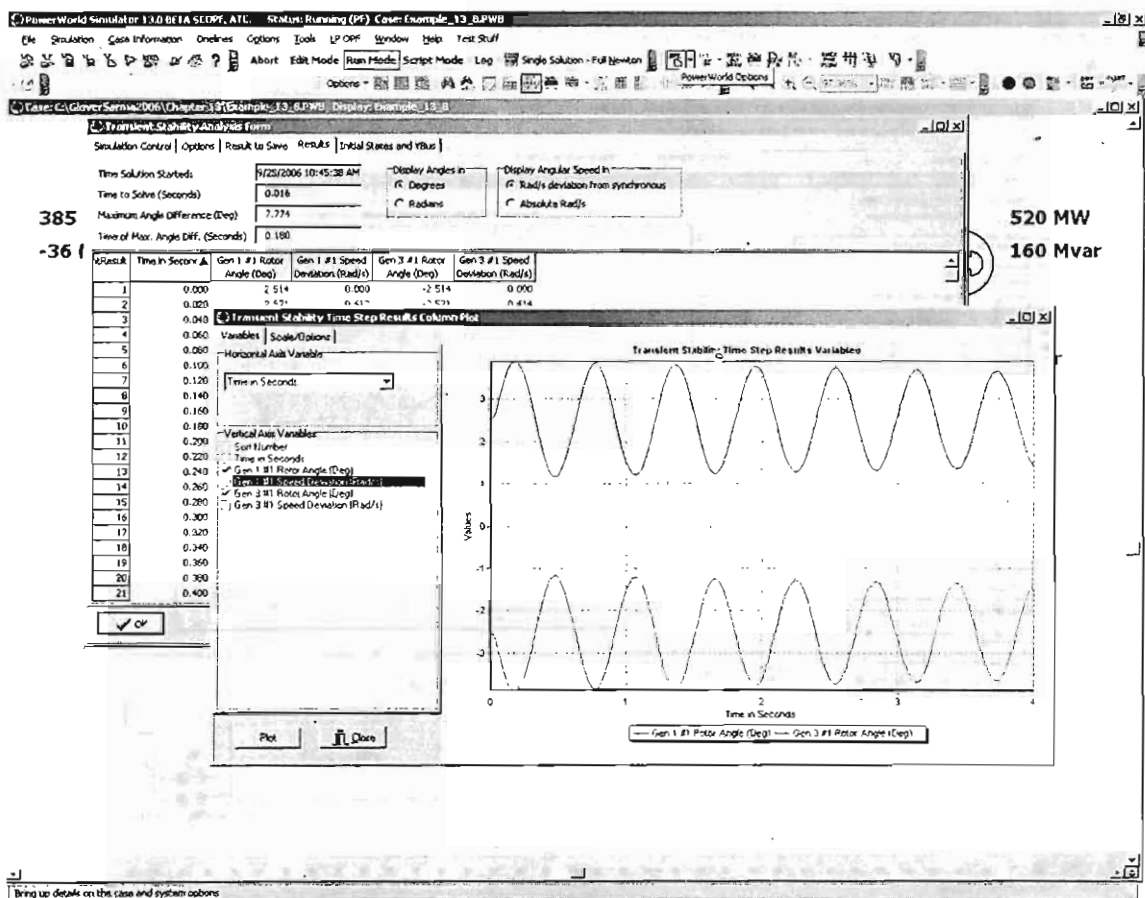 PowerWorld Simulator 13.0 BETA SCOPF, ATC. Status: Running (PF) Case: Example_13_8.PWB
File Simulation Case Information Onelines Options Tools LP OPF Window Help Test Stuff
Abort Edit Mode Run Mode Script Mode Log Single Solution - Full Newton
Options
PowerWorld Options
Case: C:\GloverSarma2006\Chapter 13\Example_13_8.PWB Display: Example_13_8
Transient Stability Analysis Form
Simulation Control Options Result to Save Results Initial States and YBus
Time Solution Started: 9/25/2006 10:45:38 AM
Time to Solve (Seconds) 0.016
Maximum Angle Difference (Deg) 7.774
Time of Max. Angle Diff. (Seconds) 0.180
Display Angles in
Degrees
Radians
Display Angular Speed in
Rad/s deviation from synchronous
Absolute Rad/s
385
-36
520 MW
160 Mvar
Result Time in Second Gen 1 #1 Rotor Angle (Deg) Gen 1 #1 Speed Deviation (Rad/s) Gen 3 #1 Rotor Angle (Deg) Gen 3 #1 Speed Deviation (Rad/s)
1 0.000 2.514 0.000 -2.514 0.000
2 0.020
3 0.040
4 0.060
5 0.080
6 0.100
7 0.120
8 0.140
9 0.160
10 0.180
11 0.200
12 0.220
13 0.240
14 0.260
15 0.280
16 0.300
17 0.320
18 0.340
19 0.360
20 0.380
21 0.400
OK
Transient Stability Time Step Results Column Plot
Variables Scale/Options
Horizontal Axis Variable
Time in Seconds
Vertical Axis Variables
Sort Number
Time in Seconds
Gen 1 #1 Rotor Angle (Deg)
Gen 1 #1 Speed Deviation (Rad/s)
Gen 3 #1 Rotor Angle (Deg)
Gen 3 #1 Speed Deviation (Rad/s)
Plot Close
Transient Stability Time Step Results Variables
Values
3
2
1
0
-1
-2
-3
0 1 2 3 4
Time in Seconds
Gen 1 #1 Rotor Angle (Deg) Gen 3 #1 Rotor Angle (Deg)
Bring up details on the case and system options